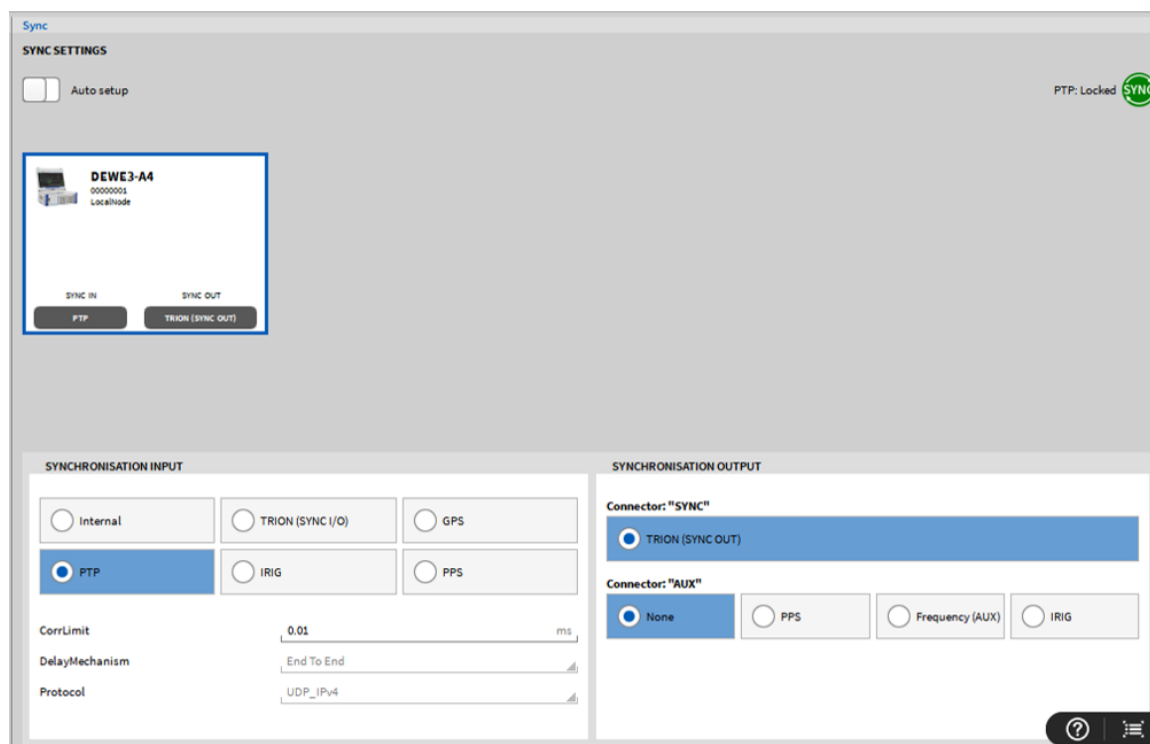 Sync
SYNC SETTINGS
Auto setup
PTP: Locked SYNC
DEWE3-A4
00000001
LocalNode
SYNC IN SYNC OUT
PTP TRION (SYNC OUT)
SYNCHRONISATION INPUT
Internal TRION (SYNC I/O) GPS
PTP IRIG PPS
CorrLimit 0.01 ms
DelayMechanism End To End
Protocol UDP_IPv4
SYNCHRONISATION OUTPUT
Connector: "SYNC"
TRION (SYNC OUT)
Connector: "AUX"
None PPS Frequency (AUX) IRIG
?